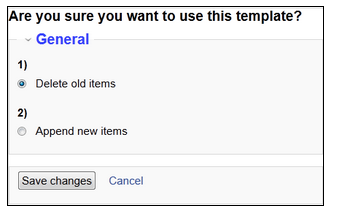 Are you sure you want to use this template?
General
1)
Delete old items
2)
Append new items
Save changes Cancel